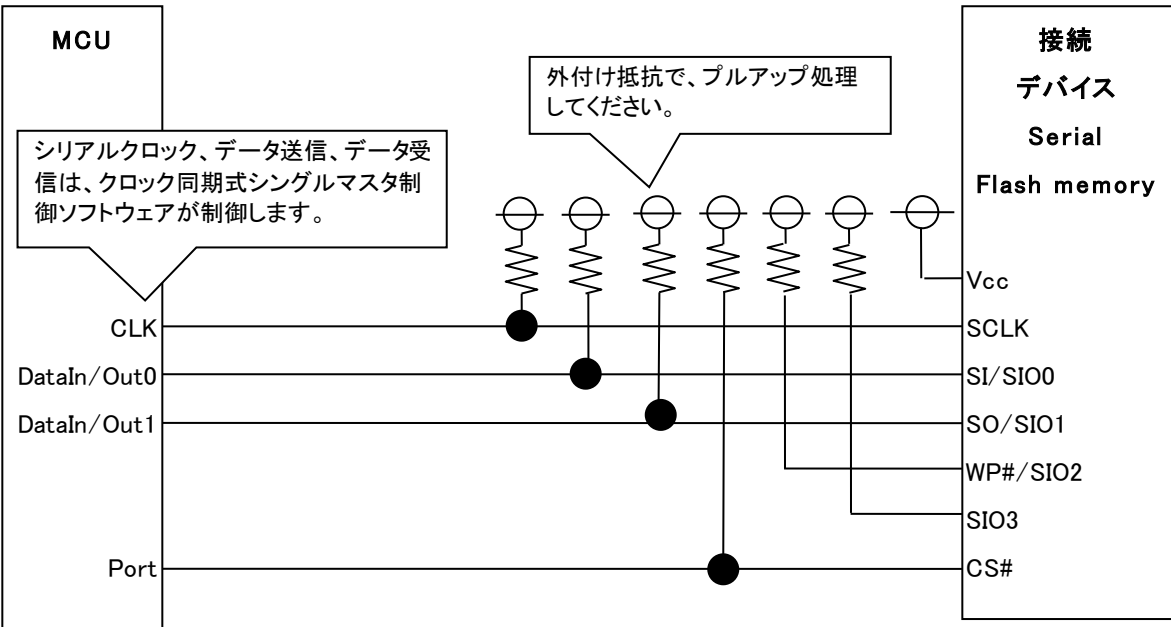 MCU
接続
デバイス
Serial
Flash memory
外付け抵抗で、プルアップ処理
してください。
シリアルクロック、データ送信、データ受
信は、クロック同期式シングルマスタ制
御ソフトウェアが制御します。
Vcc
CLK
SCLK
DataIn/Out0
SI/SIO0
DataIn/Out1
SO/SIO1
WP#/SIO2
SIO3
Port
CS#